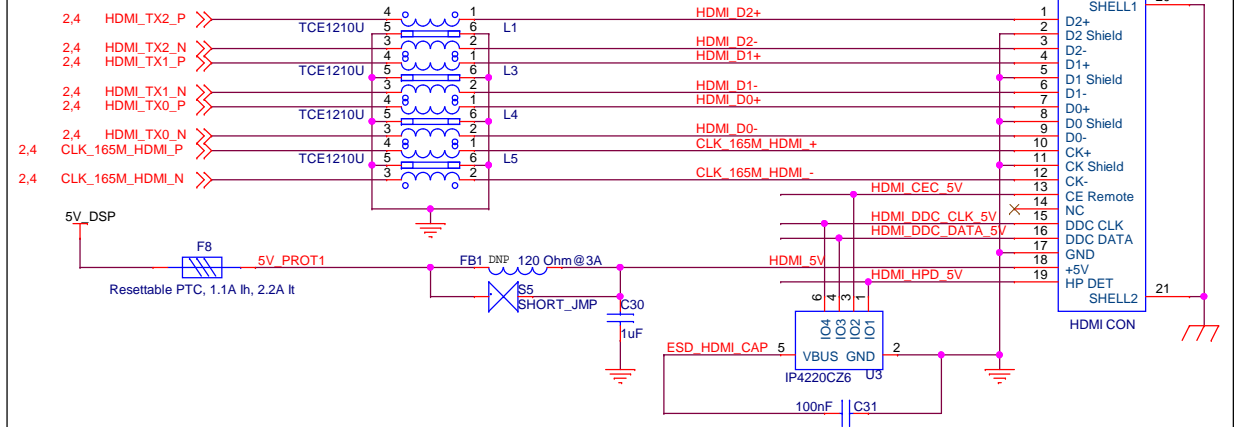 SHELL1
2,4 HDMI_TX2_P 4 1 HDMI_D2+ 1 D2+
TCE1210U 5 6 L1 2 D2 Shield
2,4 HDMI_TX2_N 3 2 HDMI_D2- 3 D2-
2,4 HDMI_TX1_P 4 1 HDMI_D1+ 4 D1+
TCE1210U 5 6 L3 5 D1 Shield
2,4 HDMI_TX1_N 3 2 HDMI_D1- 6 D1-
2,4 HDMI_TX0_P 4 1 HDMI_D0+ 7 D0+
TCE1210U 5 6 L4 8 D0 Shield
2,4 HDMI_TX0_N 3 2 HDMI_D0- 9 D0-
2,4 CLK_165M_HDMI_P 4 1 CLK_165M_HDMI_+ 10 CK+
TCE1210U 5 6 L5 11 CK Shield
2,4 CLK_165M_HDMI_N 3 2 CLK_165M_HDMI_- 12 CK-
HDMI_CEC_5V 13 CE Remote
14 NC
5V_DSP HDMI_DDC_CLK_5V 15 DDC CLK
HDMI_DDC_DATA_5V 16 DDC DATA
17 GND
F8 5V_PROT1 FB1 DNP 120 Ohm@3A HDMI_5V 18 +5V
HDMI_HPD_5V 19 HP DET
Resettable PTC, 1.1A Ih, 2.2A It S5 SHELL2 21
SHORT_JMP 6 4 3 1
C30 HDMI CON
1uF IO4 IO3 IO2 IO1
ESD_HDMI_CAP 5 VBUS GND 2
IP4220CZ6 U3
100nF C31